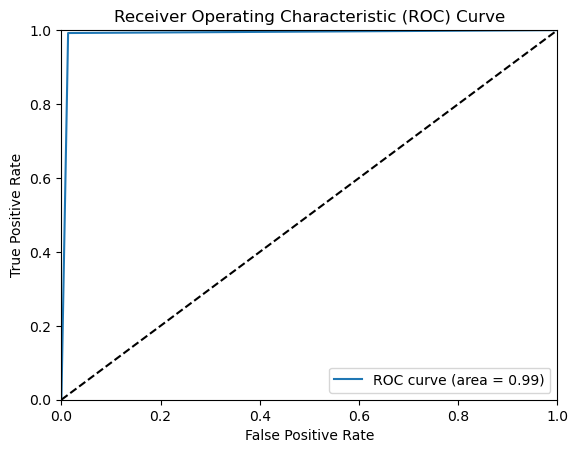 Receiver Operating Characteristic (ROC) Curve
1.0
0.8
0.6
0.4
0.2
0.0
True Positive Rate
ROC curve (area = 0.99)
0.0 0.2 0.4 0.6 0.8 1.0
False Positive Rate